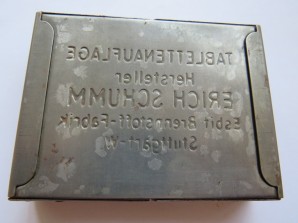 TABLETTENAUFLAGE
Hersteller
ERICH SCHUMM
Esbit Brennstoff-Fabrik
Stuttgart-W.